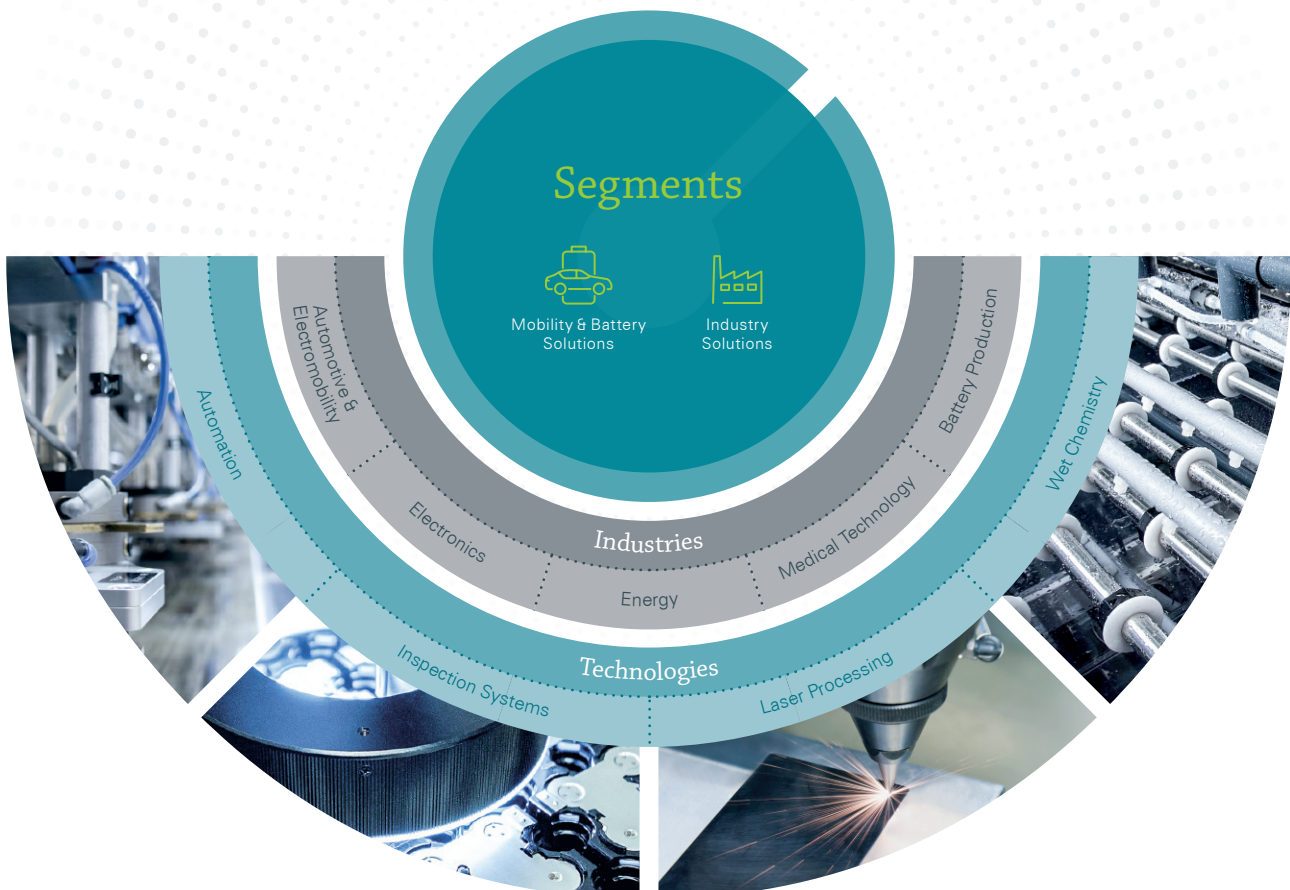 Segments
Mobility & Battery
Solutions
Industry
Solutions
Industries
Automotive &
Electromobility
Electronics
Energy
Medical Technology
Battery Production
Technologies
Automation
Inspection Systems
Laser Processing
Wet Chemistry